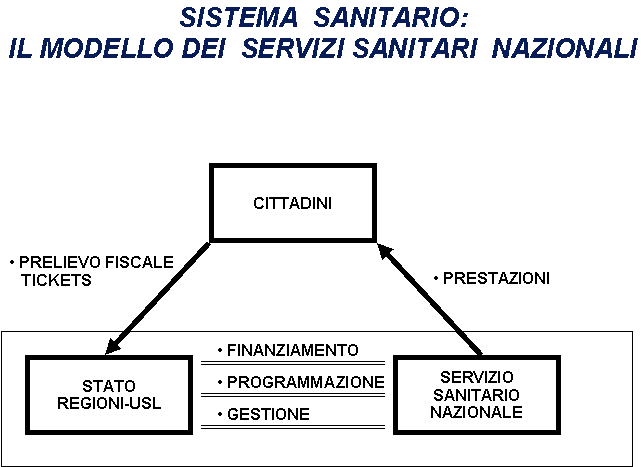 SISTEMA SANITARIO:
IL MODELLO DEI SERVIZI SANITARI NAZIONALI
CITTADINI
• PRELIEVO FISCALE
TICKETS
• PRESTAZIONI
• FINANZIAMENTO
• PROGRAMMAZIONE
• GESTIONE
STATO
REGIONI-USL
SERVIZIO
SANITARIO
NAZIONALE